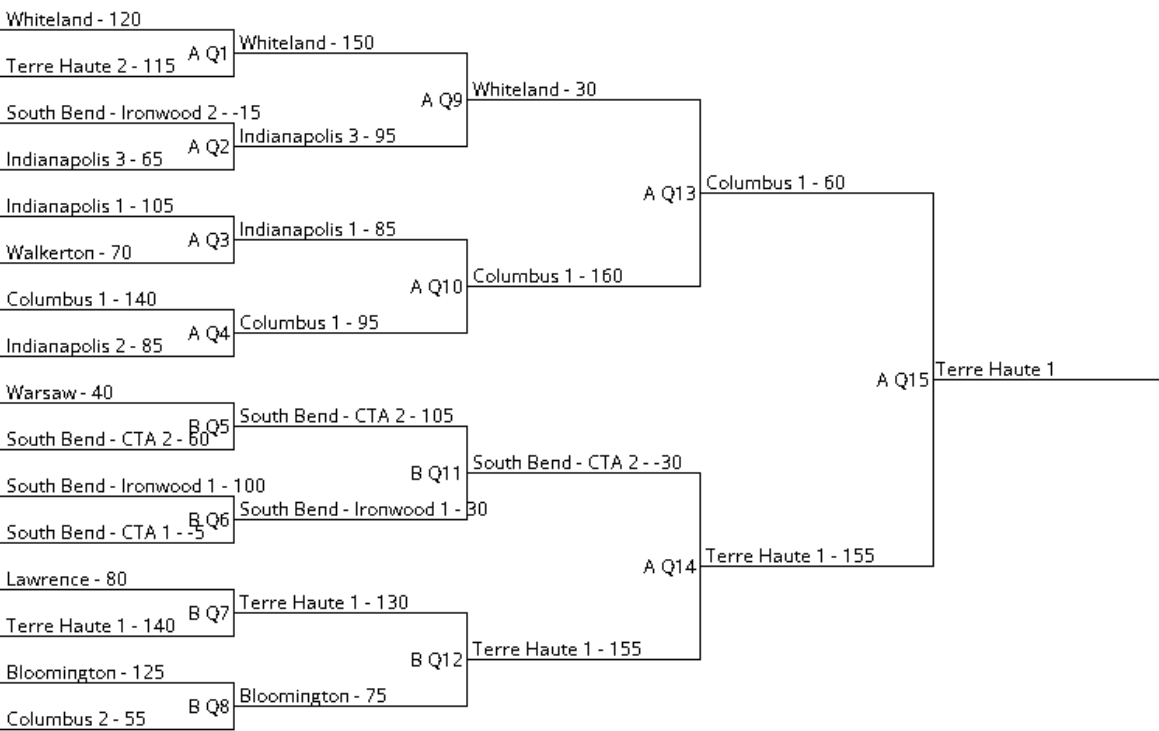 Whiteland - 120
A Q1
Terre Haute 2 - 115
South Bend - Ironwood 2 - -15
A Q2
Indianapolis 3 - 65
Indianapolis 1 - 105
A Q3
Walkerton - 70
Columbus 1 - 140
A Q4
Indianapolis 2 - 85
Warsaw - 40
B Q5
South Bend - CTA 2 - 60
South Bend - Ironwood 1 - 100
B Q6
South Bend - CTA 1 - -5
Lawrence - 80
B Q7
Terre Haute 1 - 140
Bloomington - 125
B Q8
Columbus 2 - 55
Whiteland - 150
A Q9
Indianapolis 3 - 95
Indianapolis 1 - 85
A Q10
Columbus 1 - 95
South Bend - CTA 2 - 105
B Q11
South Bend - Ironwood 1 - 30
Terre Haute 1 - 130
B Q12
Bloomington - 75
Whiteland - 30
A Q13
Columbus 1 - 160
South Bend - CTA 2 - -30
A Q14
Terre Haute 1 - 155
Columbus 1 - 60
A Q15
Terre Haute 1 - 155
Terre Haute 1